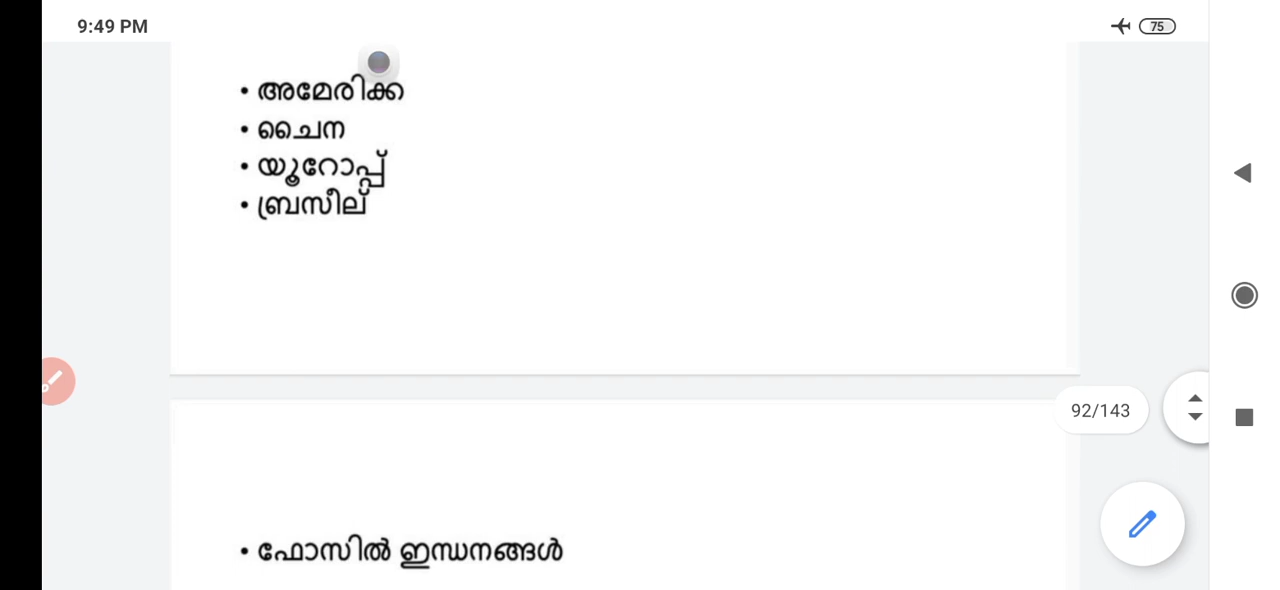 9:49 PM
75
• അമേരിക്ക
• ചൈന
• യൂറോപ്പ്
• ബ്രസീല്
92/143
• ഫോസിൽ ഇന്ധനങ്ങൾ